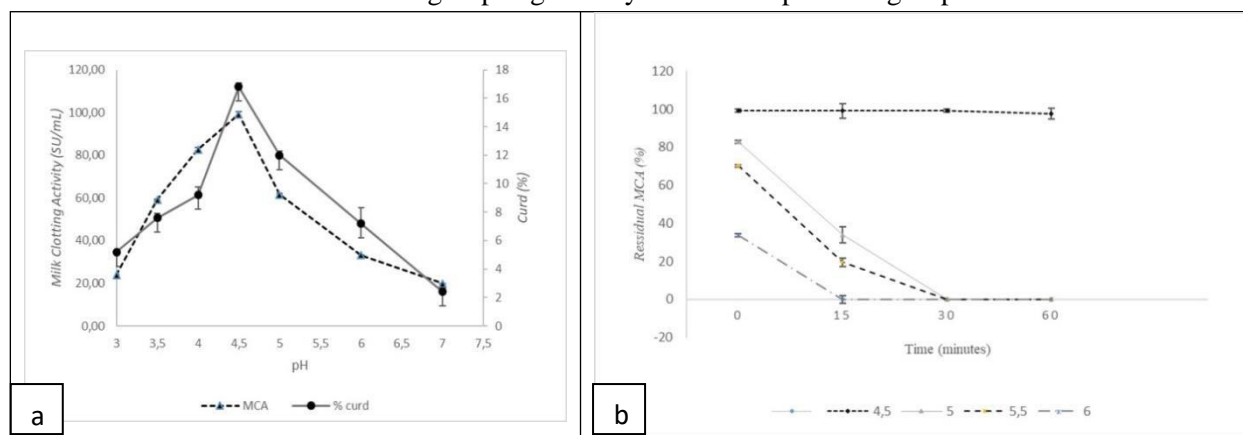 120,00
100,00
80,00
60,00
40,00
20,00
0,00
Milk Clotting Activity (SU/mL)
18
16
14
12
10
8
6
4
2
0
Curd (%)
3 3,5 4 4,5 5 5,5 6 6,5 7 7,5
pH
MCA % curd
a
120
100
80
60
40
20
0
-20
Ressidual MCA (%)
0 15 30 60
Time (minutes)
4,5 5 5,5 6
b